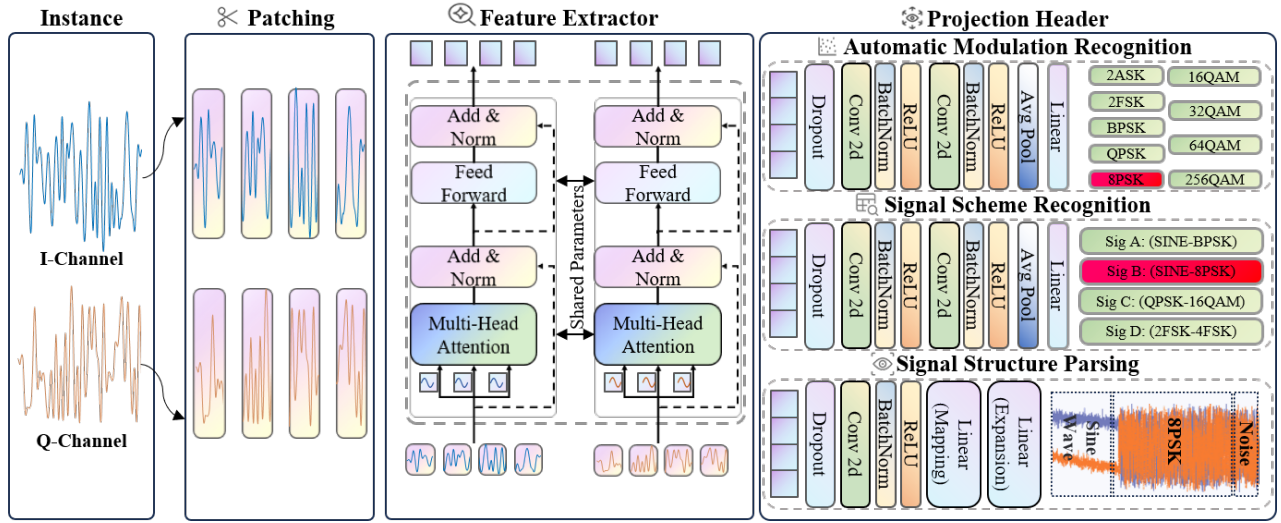 Instance
I-Channel
Q-Channel
Patching
Feature Extractor
Add &
Norm
Feed
Forward
Add &
Norm
Multi-Head
Attention
Shared Parameters
Add &
Norm
Feed
Forward
Add &
Norm
Multi-Head
Attention
Projection Header
Automatic Modulation Recognition
Dropout
Conv 2d
BatchNorm
ReLU
Conv 2d
BatchNorm
ReLU
Avg Pool
Linear
2ASK
2FSK
BPSK
QPSK
8PSK
16QAM
32QAM
64QAM
256QAM
Signal Scheme Recognition
Dropout
Conv 2d
BatchNorm
ReLU
Conv 2d
BatchNorm
ReLU
Avg Pool
Linear
Sig A: (SINE-BPSK)
Sig B: (SINE-8PSK)
Sig C: (QPSK-16QAM)
Sig D: (2FSK-4FSK)
Signal Structure Parsing
Dropout
Conv 2d
BatchNorm
ReLU
Linear
(Mapping)
Linear
(Expansion)
Sine
Wave
8PSK
Noise